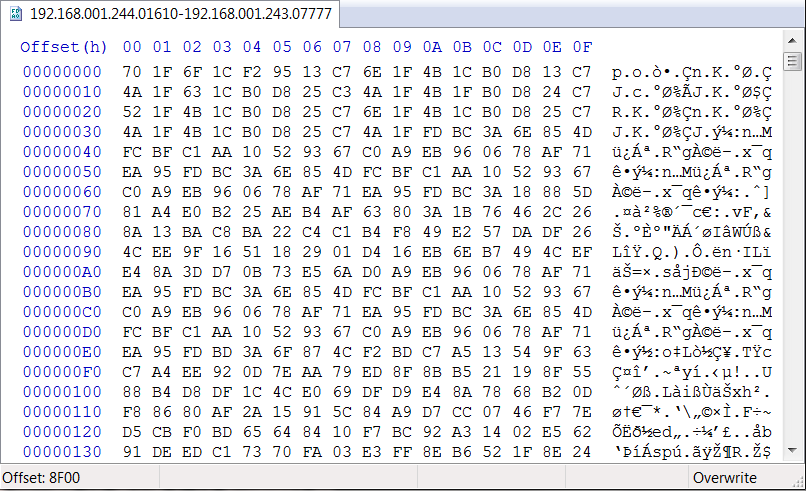 192.168.001.244.01610-192.168.001.243.07777
Offset(h) 00 01 02 03 04 05 06 07 08 09 0A 0B 0C 0D 0E 0F
00000000 70 1F 6F 1C F2 95 13 C7 6E 1F 4B 1C B0 D8 13 C7 p.o.ò•.Çn.K.°Ø.Ç
00000010 4A 1F 63 1C B0 D8 25 C3 4A 1F 4B 1F B0 D8 24 C7 J.c.°Ø%ÃJ.K.°Ø$Ç
00000020 52 1F 4B 1C B0 D8 25 C7 6E 1F 4B 1C B0 D8 25 C7 R.K.°Ø%Çn.K.°Ø%Ç
00000030 4A 1F 4B 1C B0 D8 25 C7 4A 1F FD BC 3A 6E 85 4D J.K.°Ø%ÇJ.ý¼:n…M
00000040 FC BF C1 AA 10 52 93 67 C0 A9 EB 96 06 78 AF 71 ü¿Áª.R“gÀ©ë–.x¯q
00000050 EA 95 FD BC 3A 6E 85 4D FC BF C1 AA 10 52 93 67 ê•ý¼:n…Mü¿Áª.R“g
00000060 C0 A9 EB 96 06 78 AF 71 EA 95 FD BC 3A 18 88 5D À©ë–.x¯qê•ý¼:.ˆ]
00000070 81 A4 E0 B2 25 AE B4 AF 63 80 3A 1B 76 46 2C 26 .¤à²%®´¯c€:.vF,&
00000080 8A 13 BA C8 BA 22 C4 C1 B4 F8 49 E2 57 DA DF 26 Š.ºÈº"ÄÁ´øIâWÚß&
00000090 4C EE 9F 16 51 18 29 01 D4 16 EB 6E B7 49 4C EF LîŸ.Q.).Ô.ën·ILï
000000A0 E4 8A 3D D7 0B 73 E5 6A D0 A9 EB 96 06 78 AF 71 äŠ=×.såjÐ©ë–.x¯q
000000B0 EA 95 FD BC 3A 6E 85 4D FC BF C1 AA 10 52 93 67 ê•ý¼:n…Mü¿Áª.R“g
000000C0 C0 A9 EB 96 06 78 AF 71 EA 95 FD BC 3A 6E 85 4D À©ë–.x¯qê•ý¼:n…M
000000D0 FC BF C1 AA 10 52 93 67 C0 A9 EB 96 06 78 AF 71 ü¿Áª.R“gÀ©ë–.x¯q
000000E0 EA 95 FD BD 3A 6F 87 4C F2 BD C7 A5 13 54 9F 63 ê•ý½:o‡Lò½Ç¥.TŸc
000000F0 C7 A4 EE 92 0D 7E AA 79 ED 8F 8B B5 21 19 8F 55 Ç¤î’.~ªyí.‹µ!..U
00000100 88 B4 D8 DF 1C 4C E0 69 DF D9 E4 8A 78 68 B2 0D ˆ´Øß.LàißÙäŠxh².
00000110 F8 86 80 AF 2A 15 91 5C 84 A9 D7 CC 07 46 F7 7E ø†€¯*.‘\„©×Ì.F÷~
00000120 D5 CB F0 BD 65 64 84 10 F7 BC 92 A3 14 02 E5 62 ÕËð½ed„.÷¼’£..åb
00000130 91 DE ED C1 73 70 FA 03 E3 FF 8E B6 52 1F 8E 24 ‘ÞíÁspú.ãÿŽ¶R.Ž$
Offset: 8F00 Overwrite